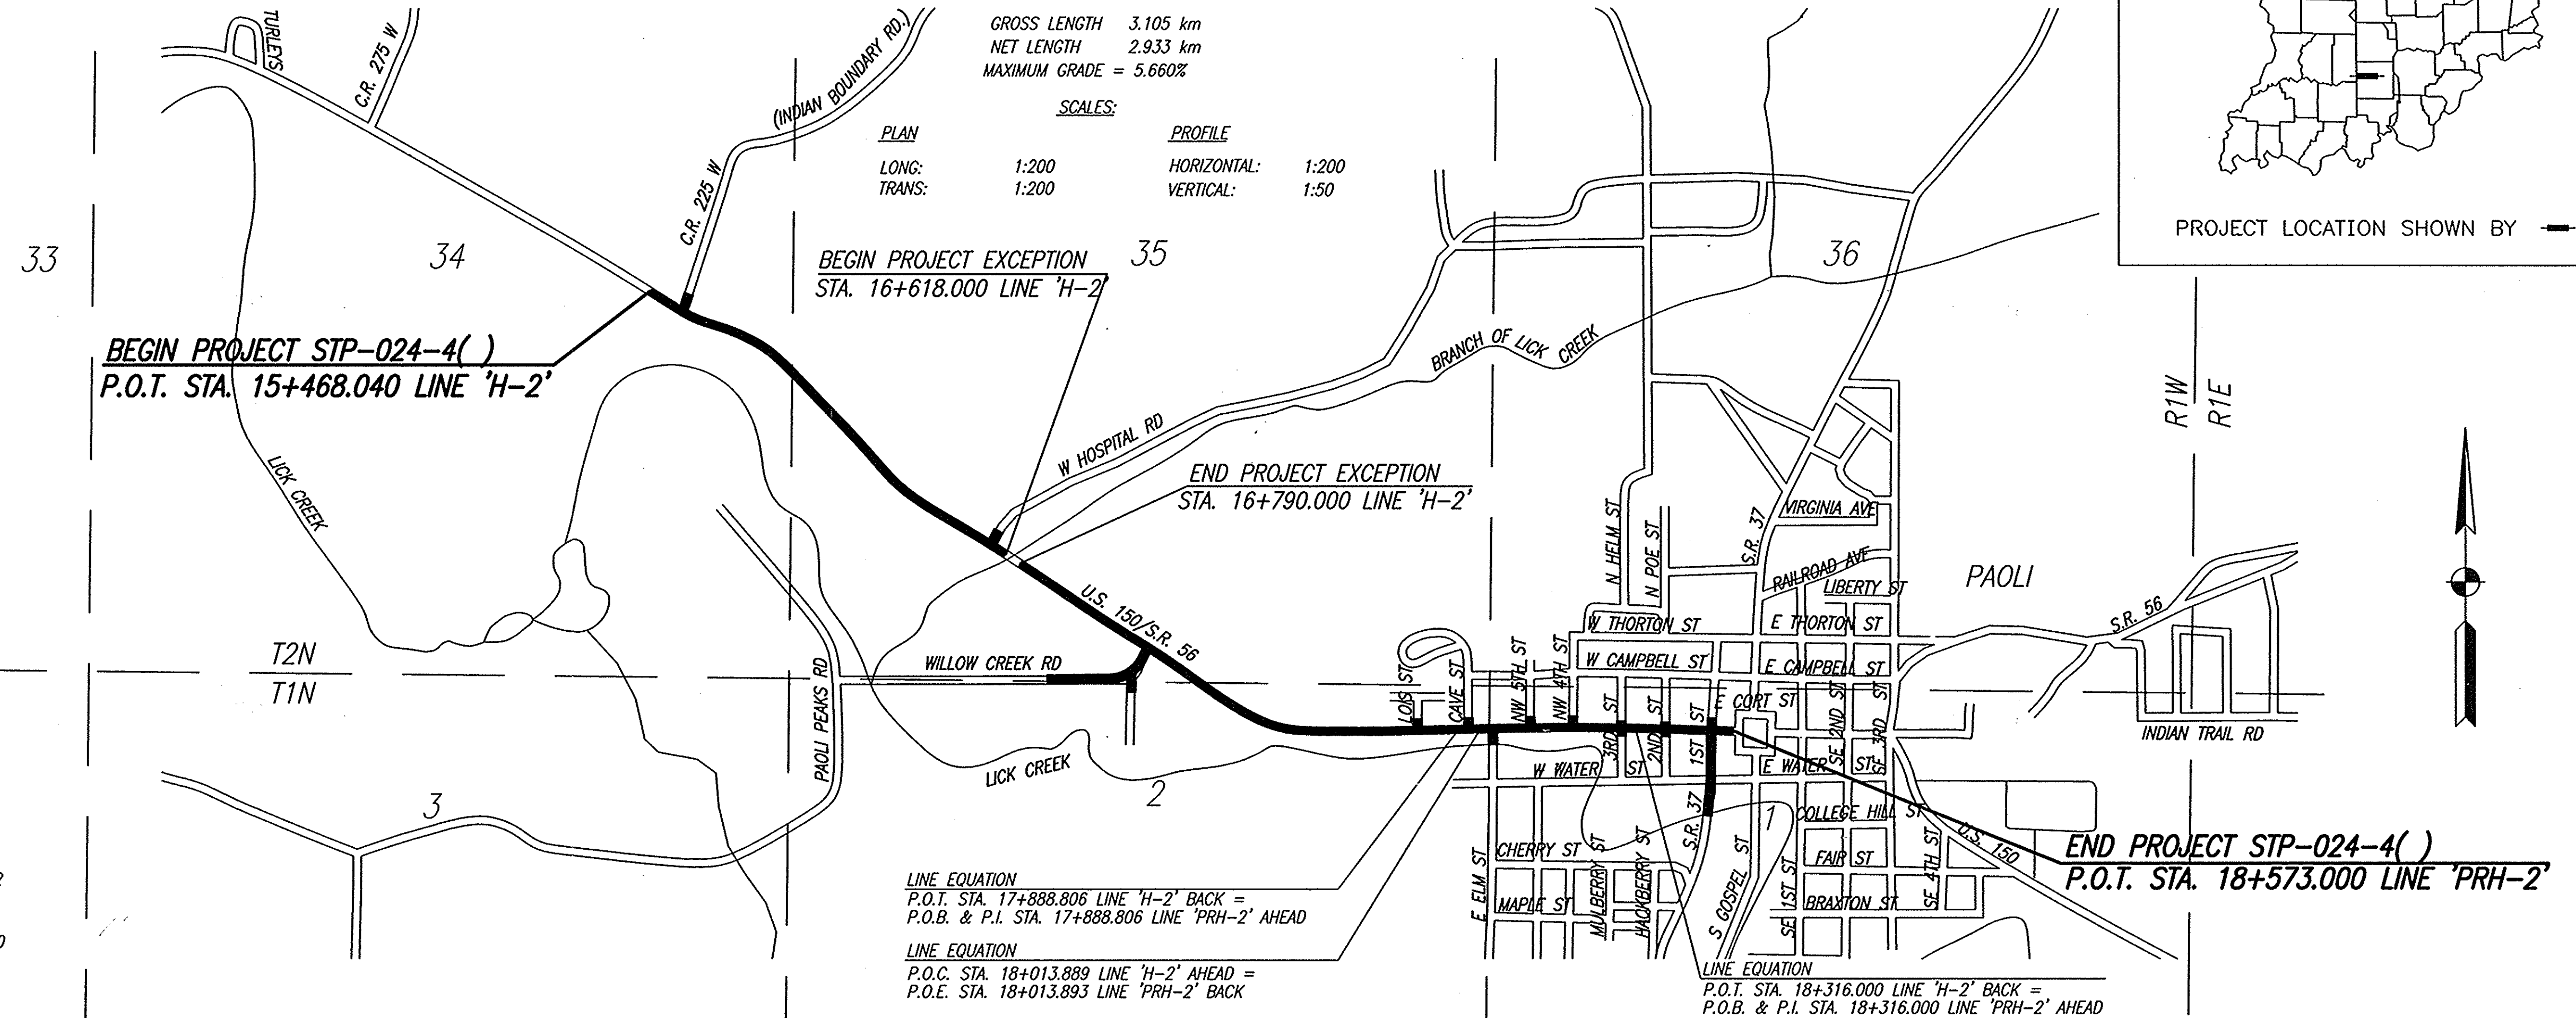 GROSS LENGTH 3.105 km
NET LENGTH 2.933 km
MAXIMUM GRADE = 5.660%
SCALES:
PLAN
PROFILE
LONG: 1:200
HORIZONTAL: 1:200
TRANS: 1:200
VERTICAL: 1:50
TURLEYS
C.R. 275 W
(INDIAN BOUNDARY RD.)
C.R. 225 W
PROJECT LOCATION SHOWN BY
33
34
35
36
BEGIN PROJECT EXCEPTION
STA. 16+618.000 LINE 'H-2'
BEGIN PROJECT STP-024-4( )
P.O.T. STA. 15+468.040 LINE 'H-2'
BRANCH OF LICK CREEK
R1W
R1E
W HOSPITAL RD
LICK CREEK
END PROJECT EXCEPTION
STA. 16+790.000 LINE 'H-2'
N HELM ST
N POE ST
S.R. 37
VIRGINIA AVE
RAILROAD AVE
LIBERTY ST
PAOLI
S.R. 56
U.S. 150/S.R. 56
W THORTON ST
E THORTON ST
T2N
T1N
WILLOW CREEK RD
PAOLI PEAKS RD
W CAMPBELL ST
E CAMPBELL ST
LOIS ST
CAVE ST
NW 5TH ST
NW 4TH ST
3RD ST
2ND ST
1ST ST
E CORT ST
SE 2ND ST
SE 3RD ST
INDIAN TRAIL RD
LICK CREEK
W WATER ST
E WATER ST
3
2
1
S.R. 37
COLLEGE HILL ST
U.S. 150
CHERRY ST
FAIR ST
MAPLE ST
BRAXTON ST
E ELM ST
MULBERRY ST
HACKBERRY ST
S GOSPEL ST
SE 1ST ST
SE 4TH ST
END PROJECT STP-024-4( )
P.O.T. STA. 18+573.000 LINE 'PRH-2'
LINE EQUATION
P.O.T. STA. 17+888.806 LINE 'H-2' BACK =
P.O.B. & P.I. STA. 17+888.806 LINE 'PRH-2' AHEAD
LINE EQUATION
P.O.C. STA. 18+013.889 LINE 'H-2' AHEAD =
P.O.E. STA. 18+013.893 LINE 'PRH-2' BACK
LINE EQUATION
P.O.T. STA. 18+316.000 LINE 'H-2' BACK =
P.O.B. & P.I. STA. 18+316.000 LINE 'PRH-2' AHEAD